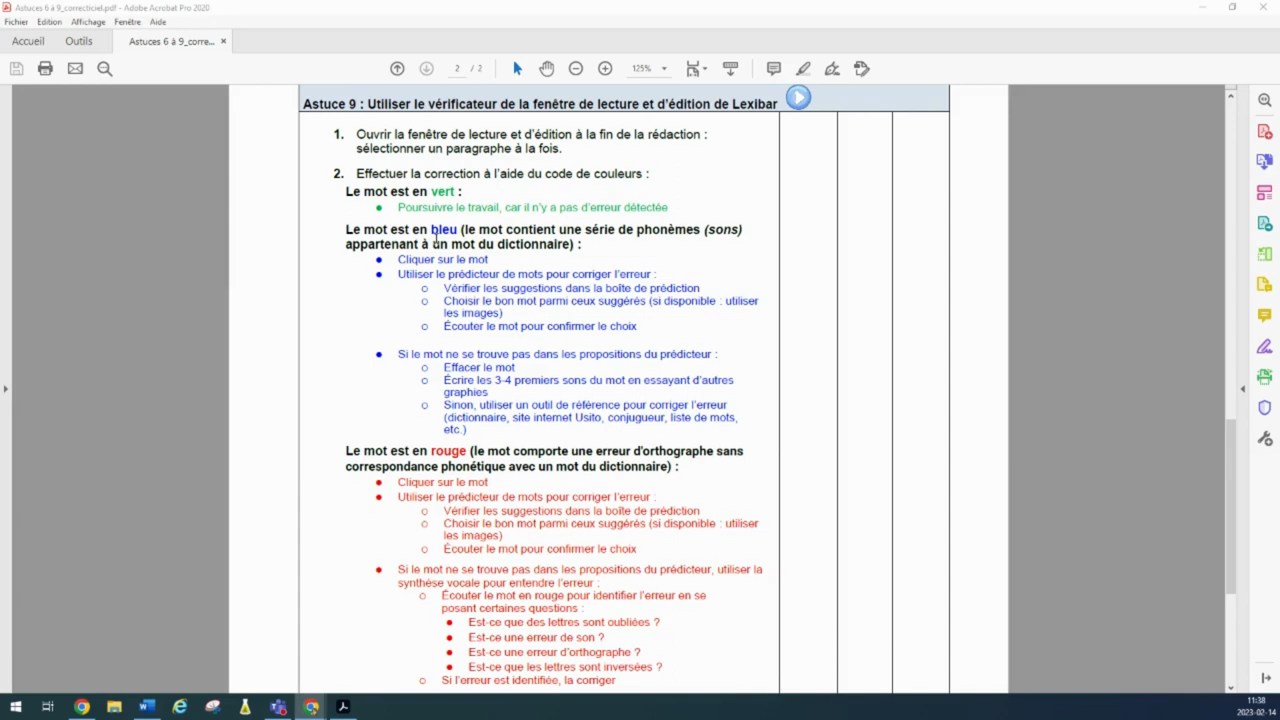 Astuces 6 à 9_correcticiel.pdf - Adobe Acrobat Pro 2020
Fichier Edition Affichage Fenêtre Aide
Accueil Outils Astuces 6 à 9_corre... ×
2 / 2 125%
Astuce 9 : Utiliser le vérificateur de la fenêtre de lecture et d'édition de Lexibar
1. Ouvrir la fenêtre de lecture et d'édition à la fin de la rédaction :
sélectionner un paragraphe à la fois.
2. Effectuer la correction à l'aide du code de couleurs :
Le mot est en vert :
● Poursuivre le travail, car il n'y a pas d'erreur détectée
Le mot est en bleu (le mot contient une série de phonèmes (sons)
appartenant à un mot du dictionnaire) :
● Cliquer sur le mot
● Utiliser le prédicteur de mots pour corriger l'erreur :
○ Vérifier les suggestions dans la boîte de prédiction
○ Choisir le bon mot parmi ceux suggérés (si disponible : utiliser
les images)
○ Écouter le mot pour confirmer le choix
● Si le mot ne se trouve pas dans les propositions du prédicteur :
○ Effacer le mot
○ Écrire les 3-4 premiers sons du mot en essayant d'autres
graphies
○ Sinon, utiliser un outil de référence pour corriger l'erreur
(dictionnaire, site internet Usito, conjugueur, liste de mots,
etc.)
Le mot est en rouge (le mot comporte une erreur d'orthographe sans
correspondance phonétique avec un mot du dictionnaire) :
● Cliquer sur le mot
● Utiliser le prédicteur de mots pour corriger l'erreur :
○ Vérifier les suggestions dans la boîte de prédiction
○ Choisir le bon mot parmi ceux suggérés (si disponible : utiliser
les images)
○ Écouter le mot pour confirmer le choix
● Si le mot ne se trouve pas dans les propositions du prédicteur, utiliser la
synthèse vocale pour entendre l'erreur :
○ Écouter le mot en rouge pour identifier l'erreur en se
posant certaines questions :
● Est-ce que des lettres sont oubliées ?
● Est-ce une erreur de son ?
● Est-ce une erreur d'orthographe ?
● Est-ce que les lettres sont inversées ?
○ Si l'erreur est identifiée, la corriger
11:38
2023-02-14